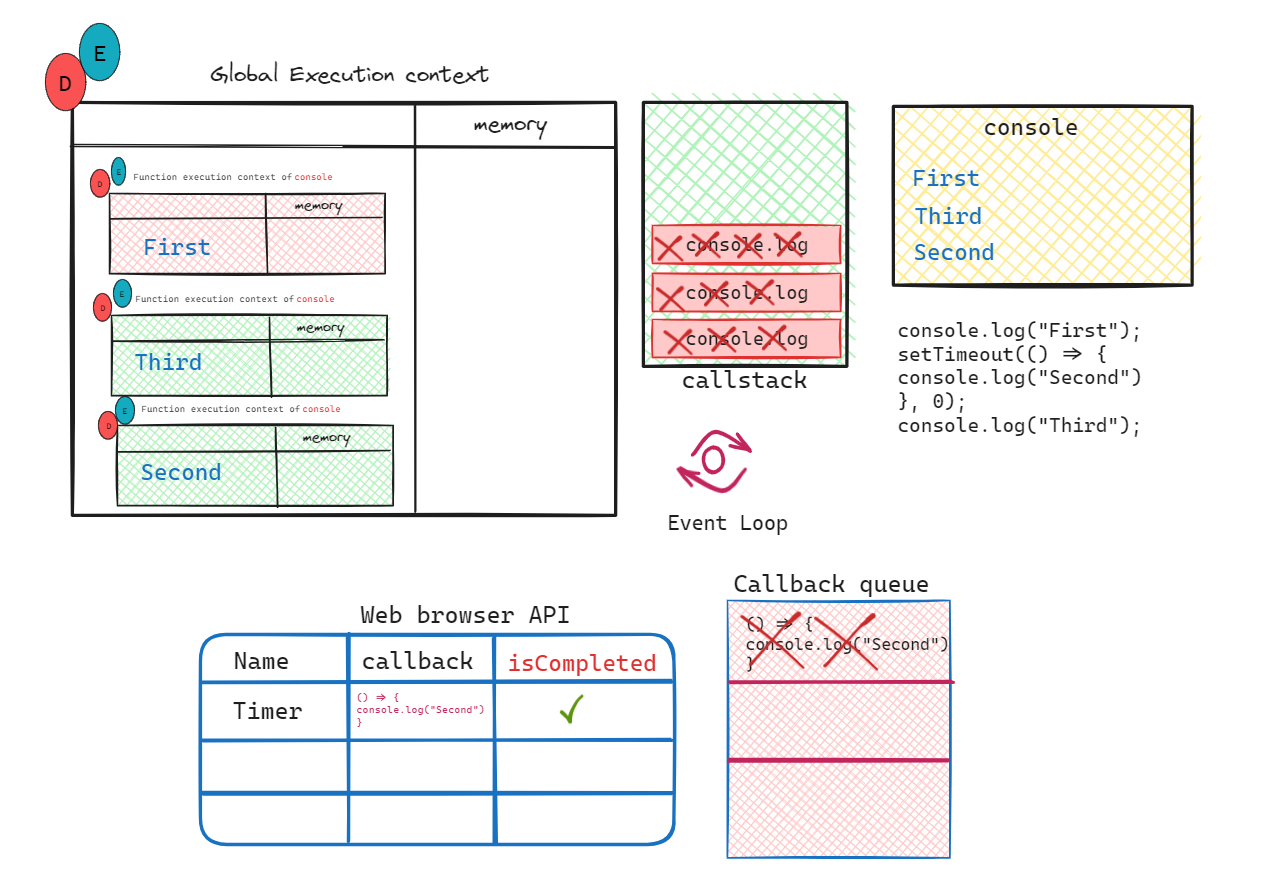 E
D
Global Execution context
memory
E
D
Function execution context of console
memory
First
E
D
Function execution context of console
memory
Third
E
D
Function execution context of console
memory
Second
console.log
console.log
console.log
callstack
Event Loop
console
First
Third
Second
console.log("First");
setTimeout(() => {
console.log("Second")
}, 0);
console.log("Third");
Web browser API
Name callback isCompleted
Timer
() => {
console.log("Second")
}
Callback queue
() => {
console.log("Second")
}